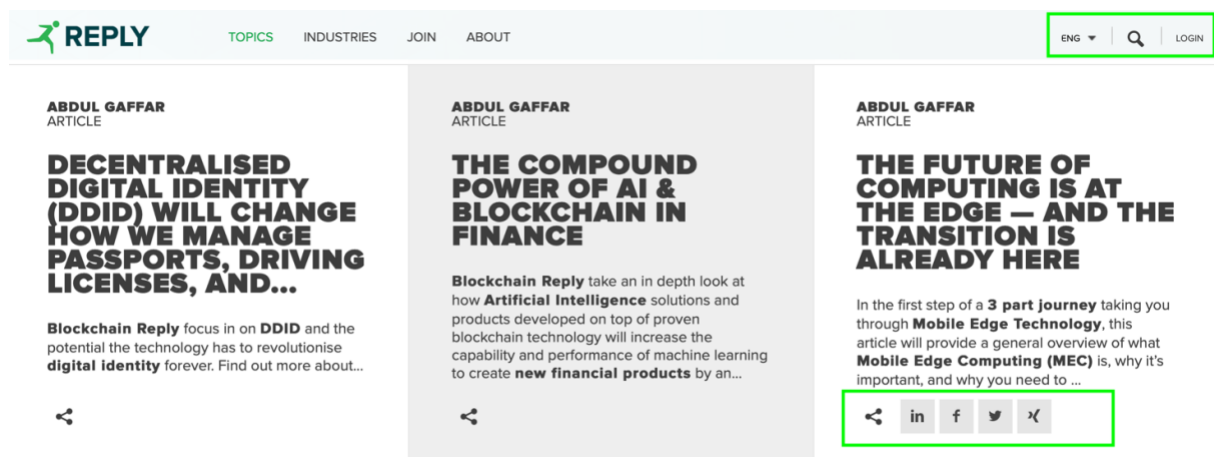 REPLY
TOPICS INDUSTRIES JOIN ABOUT
ENG LOGIN
ABDUL GAFFAR
ARTICLE
DECENTRALISED
DIGITAL IDENTITY
(DDID) WILL CHANGE
HOW WE MANAGE
PASSPORTS, DRIVING
LICENSES, AND...
Blockchain Reply focus in on DDID and the
potential the technology has to revolutionise
digital identity forever. Find out more about...
ABDUL GAFFAR
ARTICLE
THE COMPOUND
POWER OF AI &
BLOCKCHAIN IN
FINANCE
Blockchain Reply take an in depth look at
how Artificial Intelligence solutions and
products developed on top of proven
blockchain technology will increase the
capability and performance of machine learning
to create new financial products by an...
ABDUL GAFFAR
ARTICLE
THE FUTURE OF
COMPUTING IS AT
THE EDGE — AND THE
TRANSITION IS
ALREADY HERE
In the first step of a 3 part journey taking you
through Mobile Edge Technology, this
article will provide a general overview of what
Mobile Edge Computing (MEC) is, why it's
important, and why you need to ...
in f